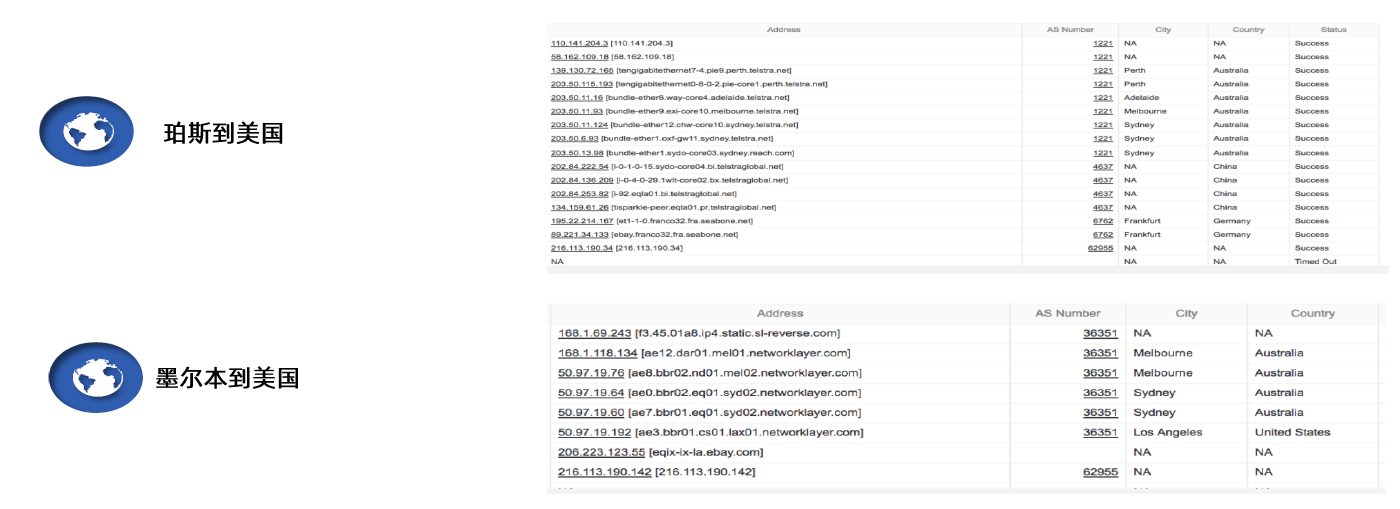 珀斯到美国
Address AS Number City Country Status
110.141.204.3 [110.141.204.3] 1221 NA NA Success
58.162.109.18 [58.162.109.18] 1221 NA NA Success
139.130.72.165 [tengigabitethernet7-4.pie9.perth.telstra.net] 1221 Perth Australia Success
203.50.115.193 [tengigabitethernet0-8-0-2.pie-core1.perth.telstra.net] 1221 Perth Australia Success
203.50.11.16 [bundle-ether6.way-core4.adelaide.telstra.net] 1221 Adelaide Australia Success
203.50.11.93 [bundle-ether9.exi-core10.melbourne.telstra.net] 1221 Melbourne Australia Success
203.50.11.124 [bundle-ether12.chw-core10.sydney.telstra.net] 1221 Sydney Australia Success
203.50.6.93 [bundle-ether1.oxf-gw11.sydney.telstra.net] 1221 Sydney Australia Success
203.50.13.98 [bundle-ether1.sydo-core03.sydney.reach.com] 1221 Sydney Australia Success
202.84.222.54 [i-0-1-0-15.sydo-core04.bi.telstraglobal.net] 4637 NA China Success
202.84.136.209 [i-0-4-0-29.1wlt-core02.bx.telstraglobal.net] 4637 NA China Success
202.84.253.82 [i-92.eqla01.bi.telstraglobal.net] 4637 NA China Success
134.159.61.26 [tisparkle-peer.eqla01.pr.telstraglobal.net] 4637 NA China Success
195.22.214.167 [et1-1-0.franco32.fra.seabone.net] 6762 Frankfurt Germany Success
89.221.34.133 [ebay.franco32.fra.seabone.net] 6762 Frankfurt Germany Success
216.113.190.34 [216.113.190.34] 62955 NA NA Success
NA NA NA Timed Out
墨尔本到美国
Address AS Number City Country
168.1.69.243 [f3.45.01a8.ip4.static.sl-reverse.com] 36351 NA NA
168.1.118.134 [ae12.dar01.mel01.networklayer.com] 36351 Melbourne Australia
50.97.19.76 [ae8.bbr02.nd01.mel02.networklayer.com] 36351 Melbourne Australia
50.97.19.64 [ae0.bbr02.eq01.syd02.networklayer.com] 36351 Sydney Australia
50.97.19.60 [ae7.bbr01.eq01.syd02.networklayer.com] 36351 Sydney Australia
50.97.19.192 [ae3.bbr01.cs01.lax01.networklayer.com] 36351 Los Angeles United States
206.223.123.55 [eqix-ix-la.ebay.com] NA NA
216.113.190.142 [216.113.190.142] 62955 NA NA